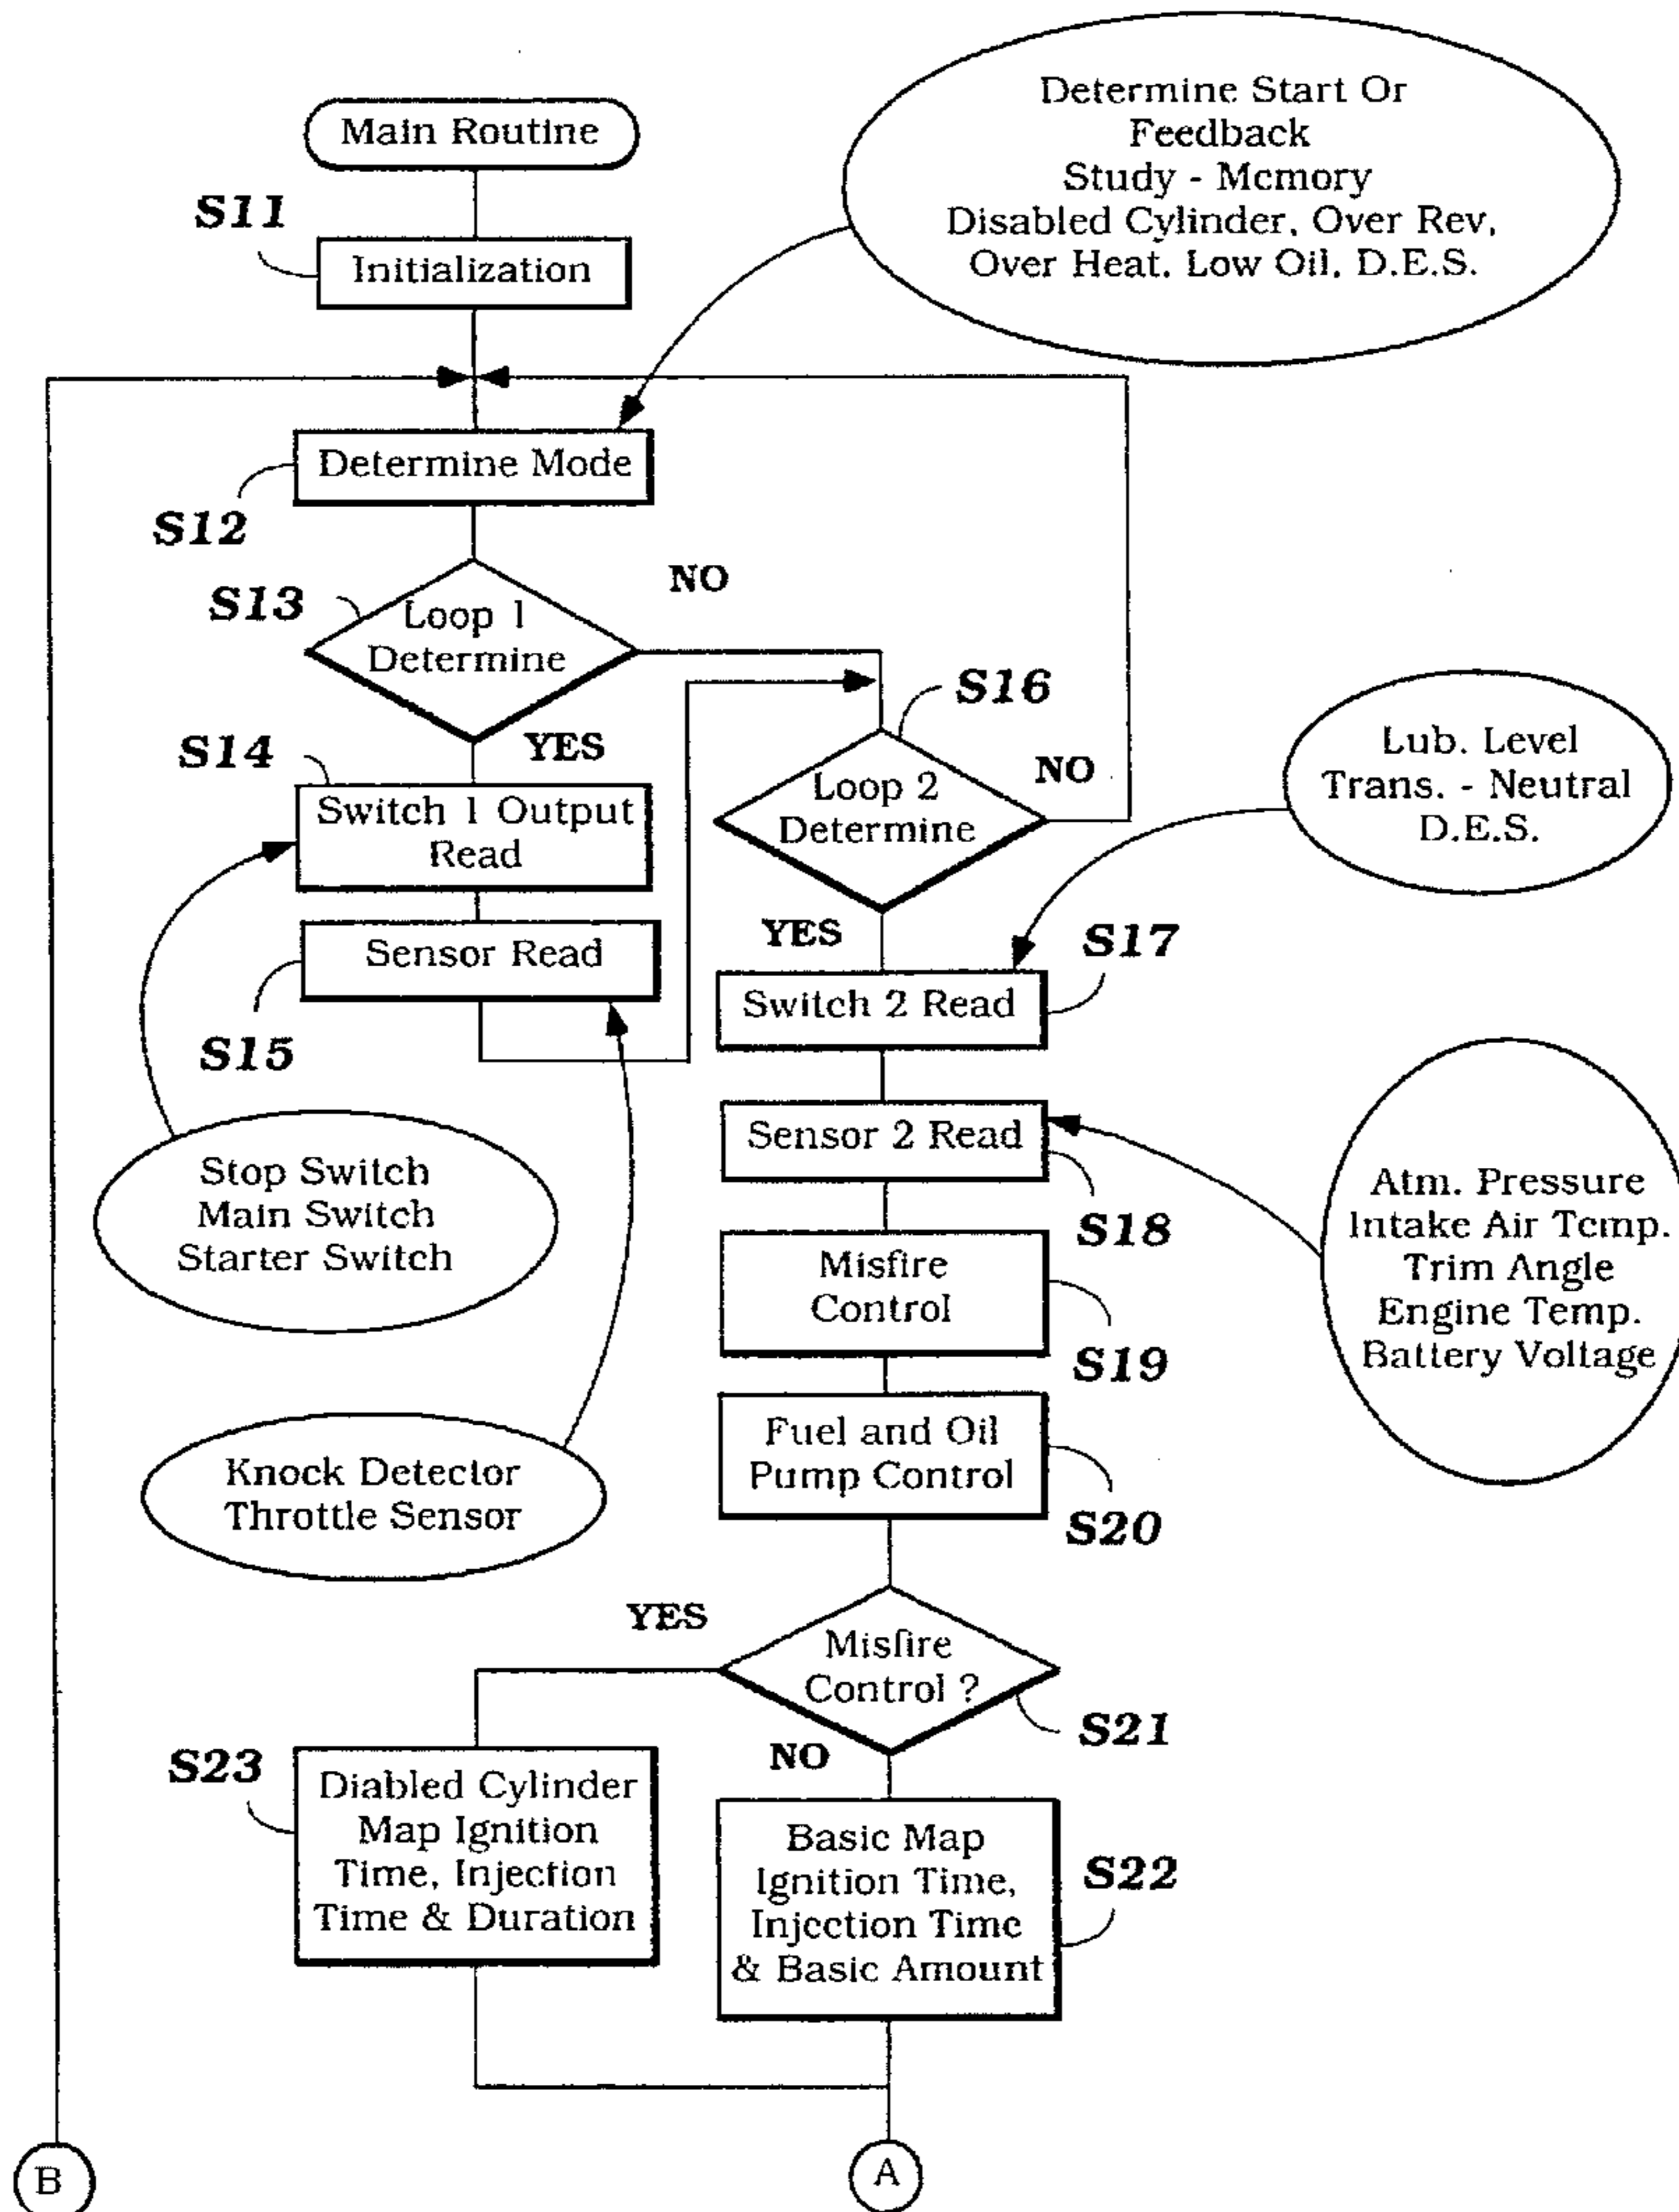 Main Routine
S11
Initialization
Determine Start Or
Feedback
Study - Memory
Disabled Cylinder, Over Rev,
Over Heat, Low Oil, D.E.S.
Determine Mode
S12
S13
Loop 1
Determine
NO
YES
S14
Switch 1 Output
Read
Sensor Read
S15
Stop Switch
Main Switch
Starter Switch
Knock Detector
Throttle Sensor
S16
Loop 2
Determine
NO
YES
Lub. Level
Trans. - Neutral
D.E.S.
S17
Switch 2 Read
Sensor 2 Read
S18
Atm. Pressure
Intake Air Temp.
Trim Angle
Engine Temp.
Battery Voltage
Misfire
Control
S19
Fuel and Oil
Pump Control
S20
YES
Misfire
Control ?
S21
NO
S23
Diabled Cylinder
Map Ignition
Time, Injection
Time & Duration
Basic Map
Ignition Time,
Injection Time
& Basic Amount
S22
B
A